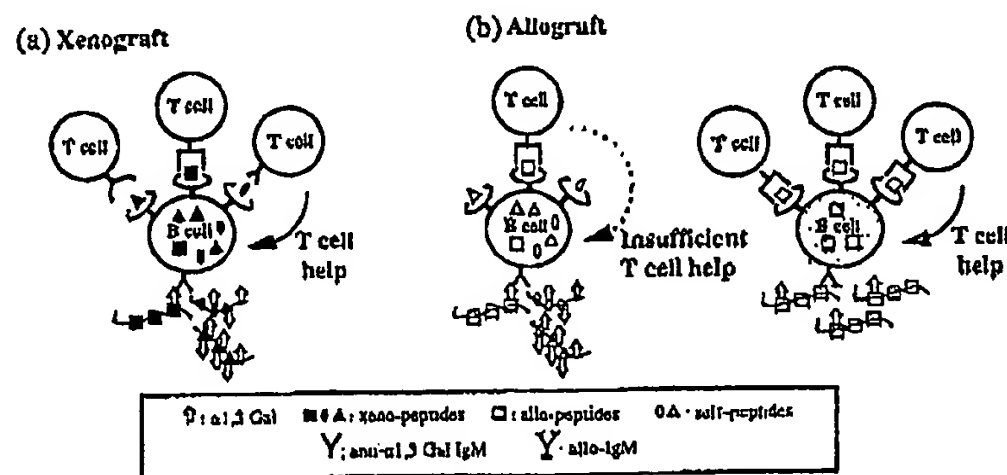 (a) Xenograft
(b) Allograft
T cell
T cell
T cell
B cell
T cell
help
T cell
B cell
Insufficient
T cell help
T cell
T cell
T cell
B cell
T cell
help
: α1,3 Gal : xeno-peptides : allo-peptides : self-peptides
: anti-α1,3 Gal IgM : allo-IgM